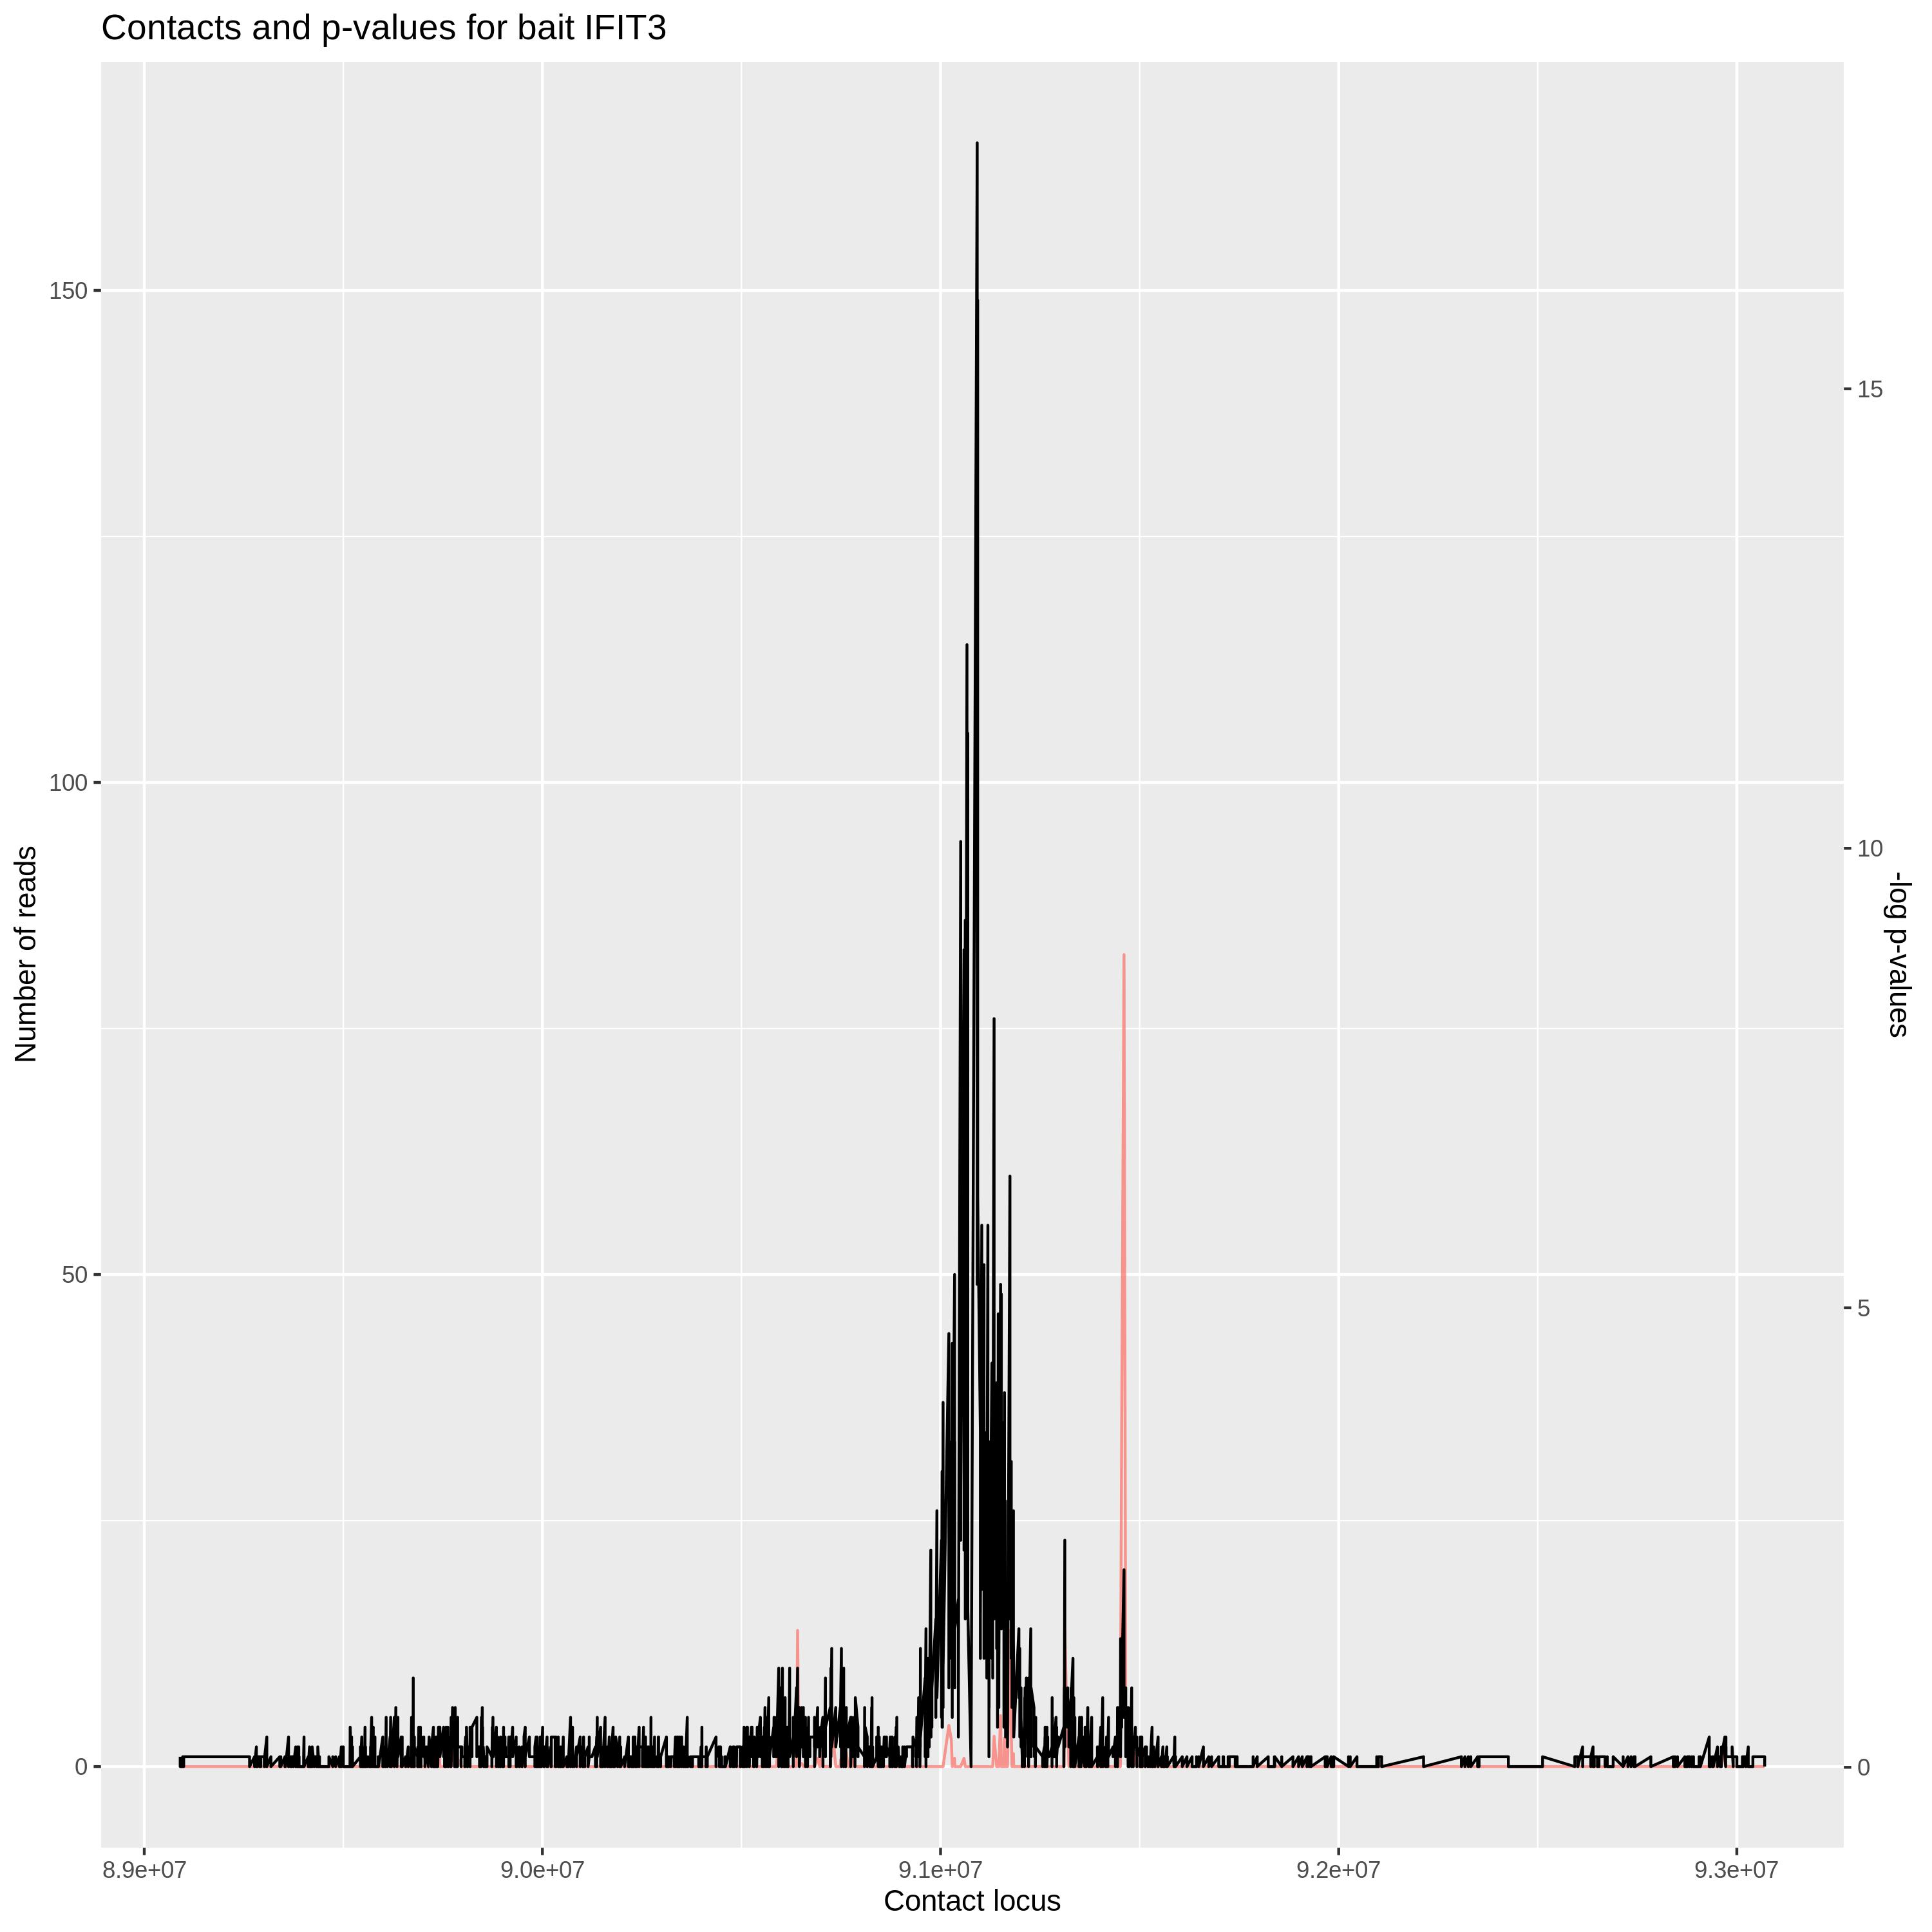 Contacts and p-values for bait IFIT3
150
100
50
0
Number of reads
15
10
5
0
-log p-values
8.9e+07
9.0e+07
9.1e+07
9.2e+07
9.3e+07
Contact locus